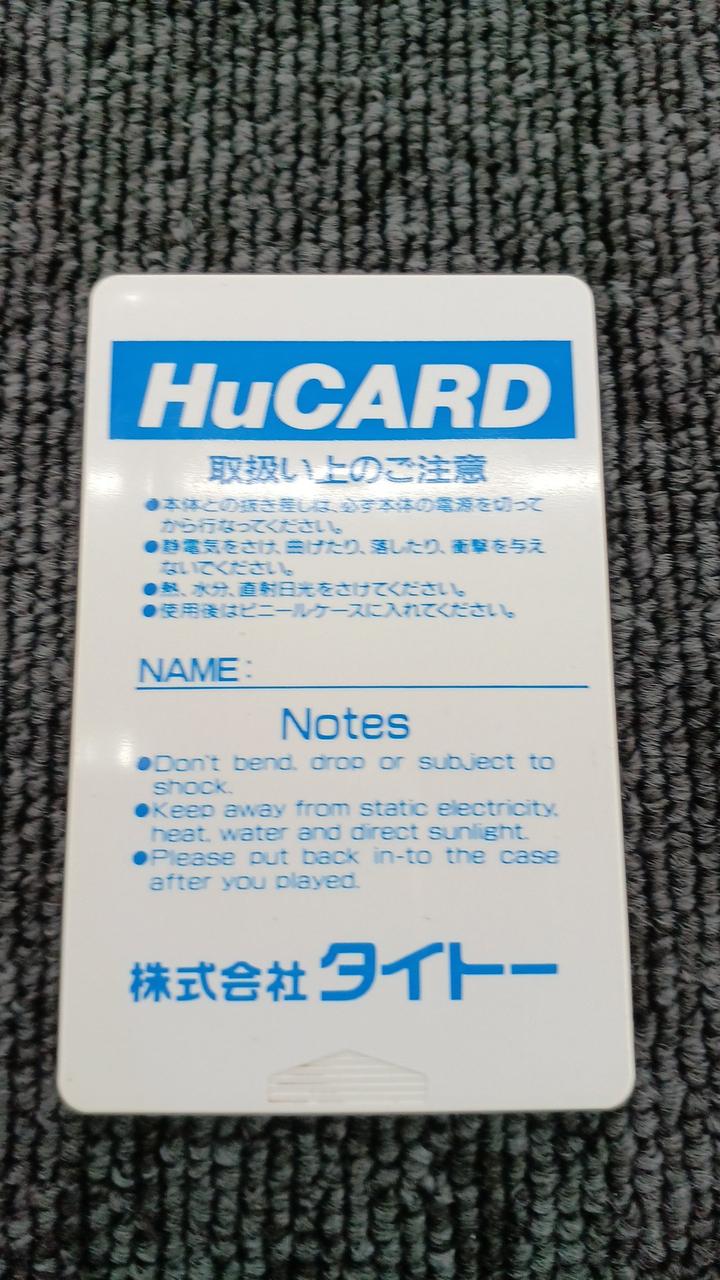 HuCARD
取扱い上のご注意
●本体との抜き差しは、必ず本体の電源を切って
から行なってください。
●静電気をさけ、曲げたり、落したり、衝撃を与え
ないでください。
●熱、水分、直射日光をさけてください。
●使用後はビニールケースに入れてください。
NAME:
Notes
●Don't bend, drop or subject to
shock.
●Keep away from static electricity,
heat, water and direct sunlight.
●Please put back in-to the case
after you played.
株式会社タイトー